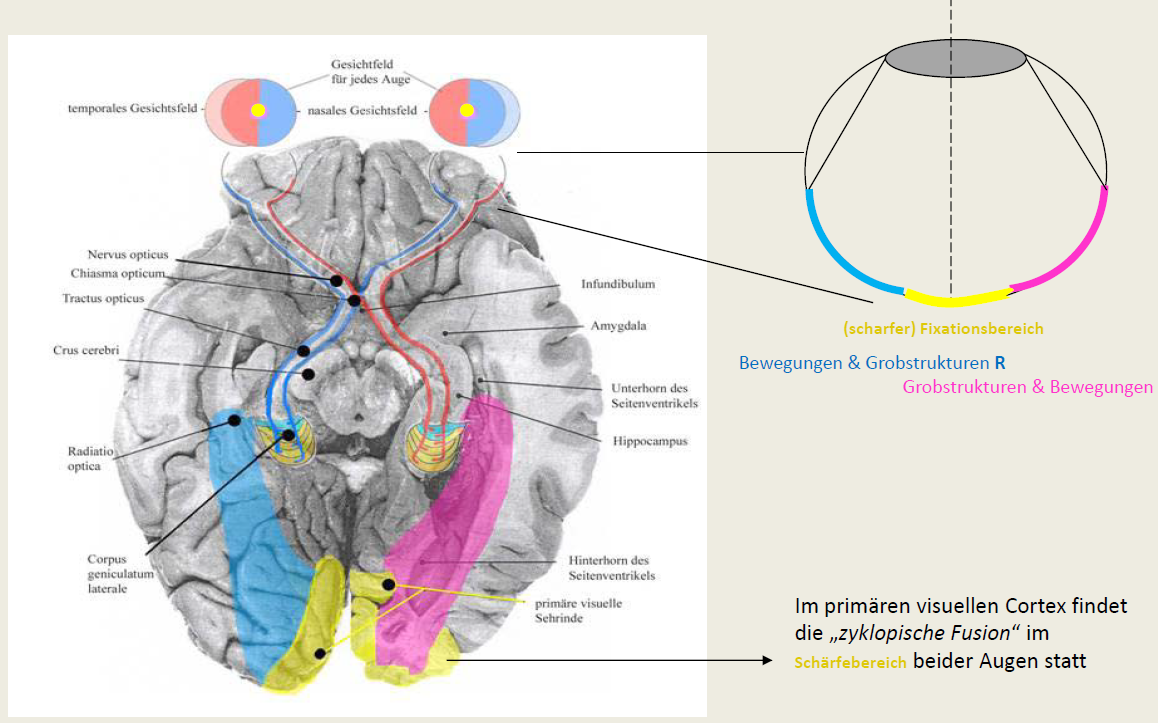 Gesichtfeld
für jedes Auge
temporales Gesichtsfeld
nasales Gesichtsfeld
Nervus opticus
Chiasma opticum
Tractus opticus
Crus cerebri
Infundibulum
Amygdala
Unterhorn des
Seitenventrikels
Hippocampus
Radiatio
optica
Corpus
geniculatum
laterale
Hinterhorn des
Seitenventrikels
primäre visuelle
Sehrinde
(scharfer) Fixationsbereich
Bewegungen & Grobstrukturen R
Grobstrukturen & Bewegungen
Im primären visuellen Cortex findet
die „zyklopische Fusion“ im
Schärfebereich beider Augen statt